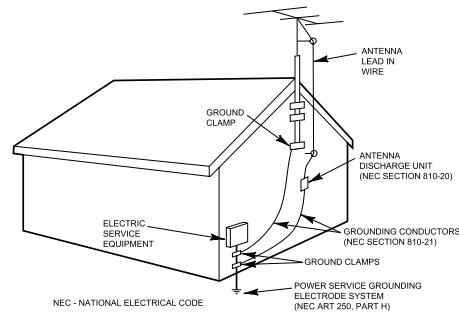 ANTENNA
LEAD IN
WIRE
GROUND
CLAMP
ANTENNA
DISCHARGE UNIT
(NEC SECTION 810-20)
ELECTRIC
SERVICE
EQUIPMENT
GROUNDING CONDUCTORS
(NEC SECTION 810-21)
GROUND CLAMPS
POWER SERVICE GROUNDING
ELECTRODE SYSTEM
(NEC ART 250, PART H)
NEC - NATIONAL ELECTRICAL CODE